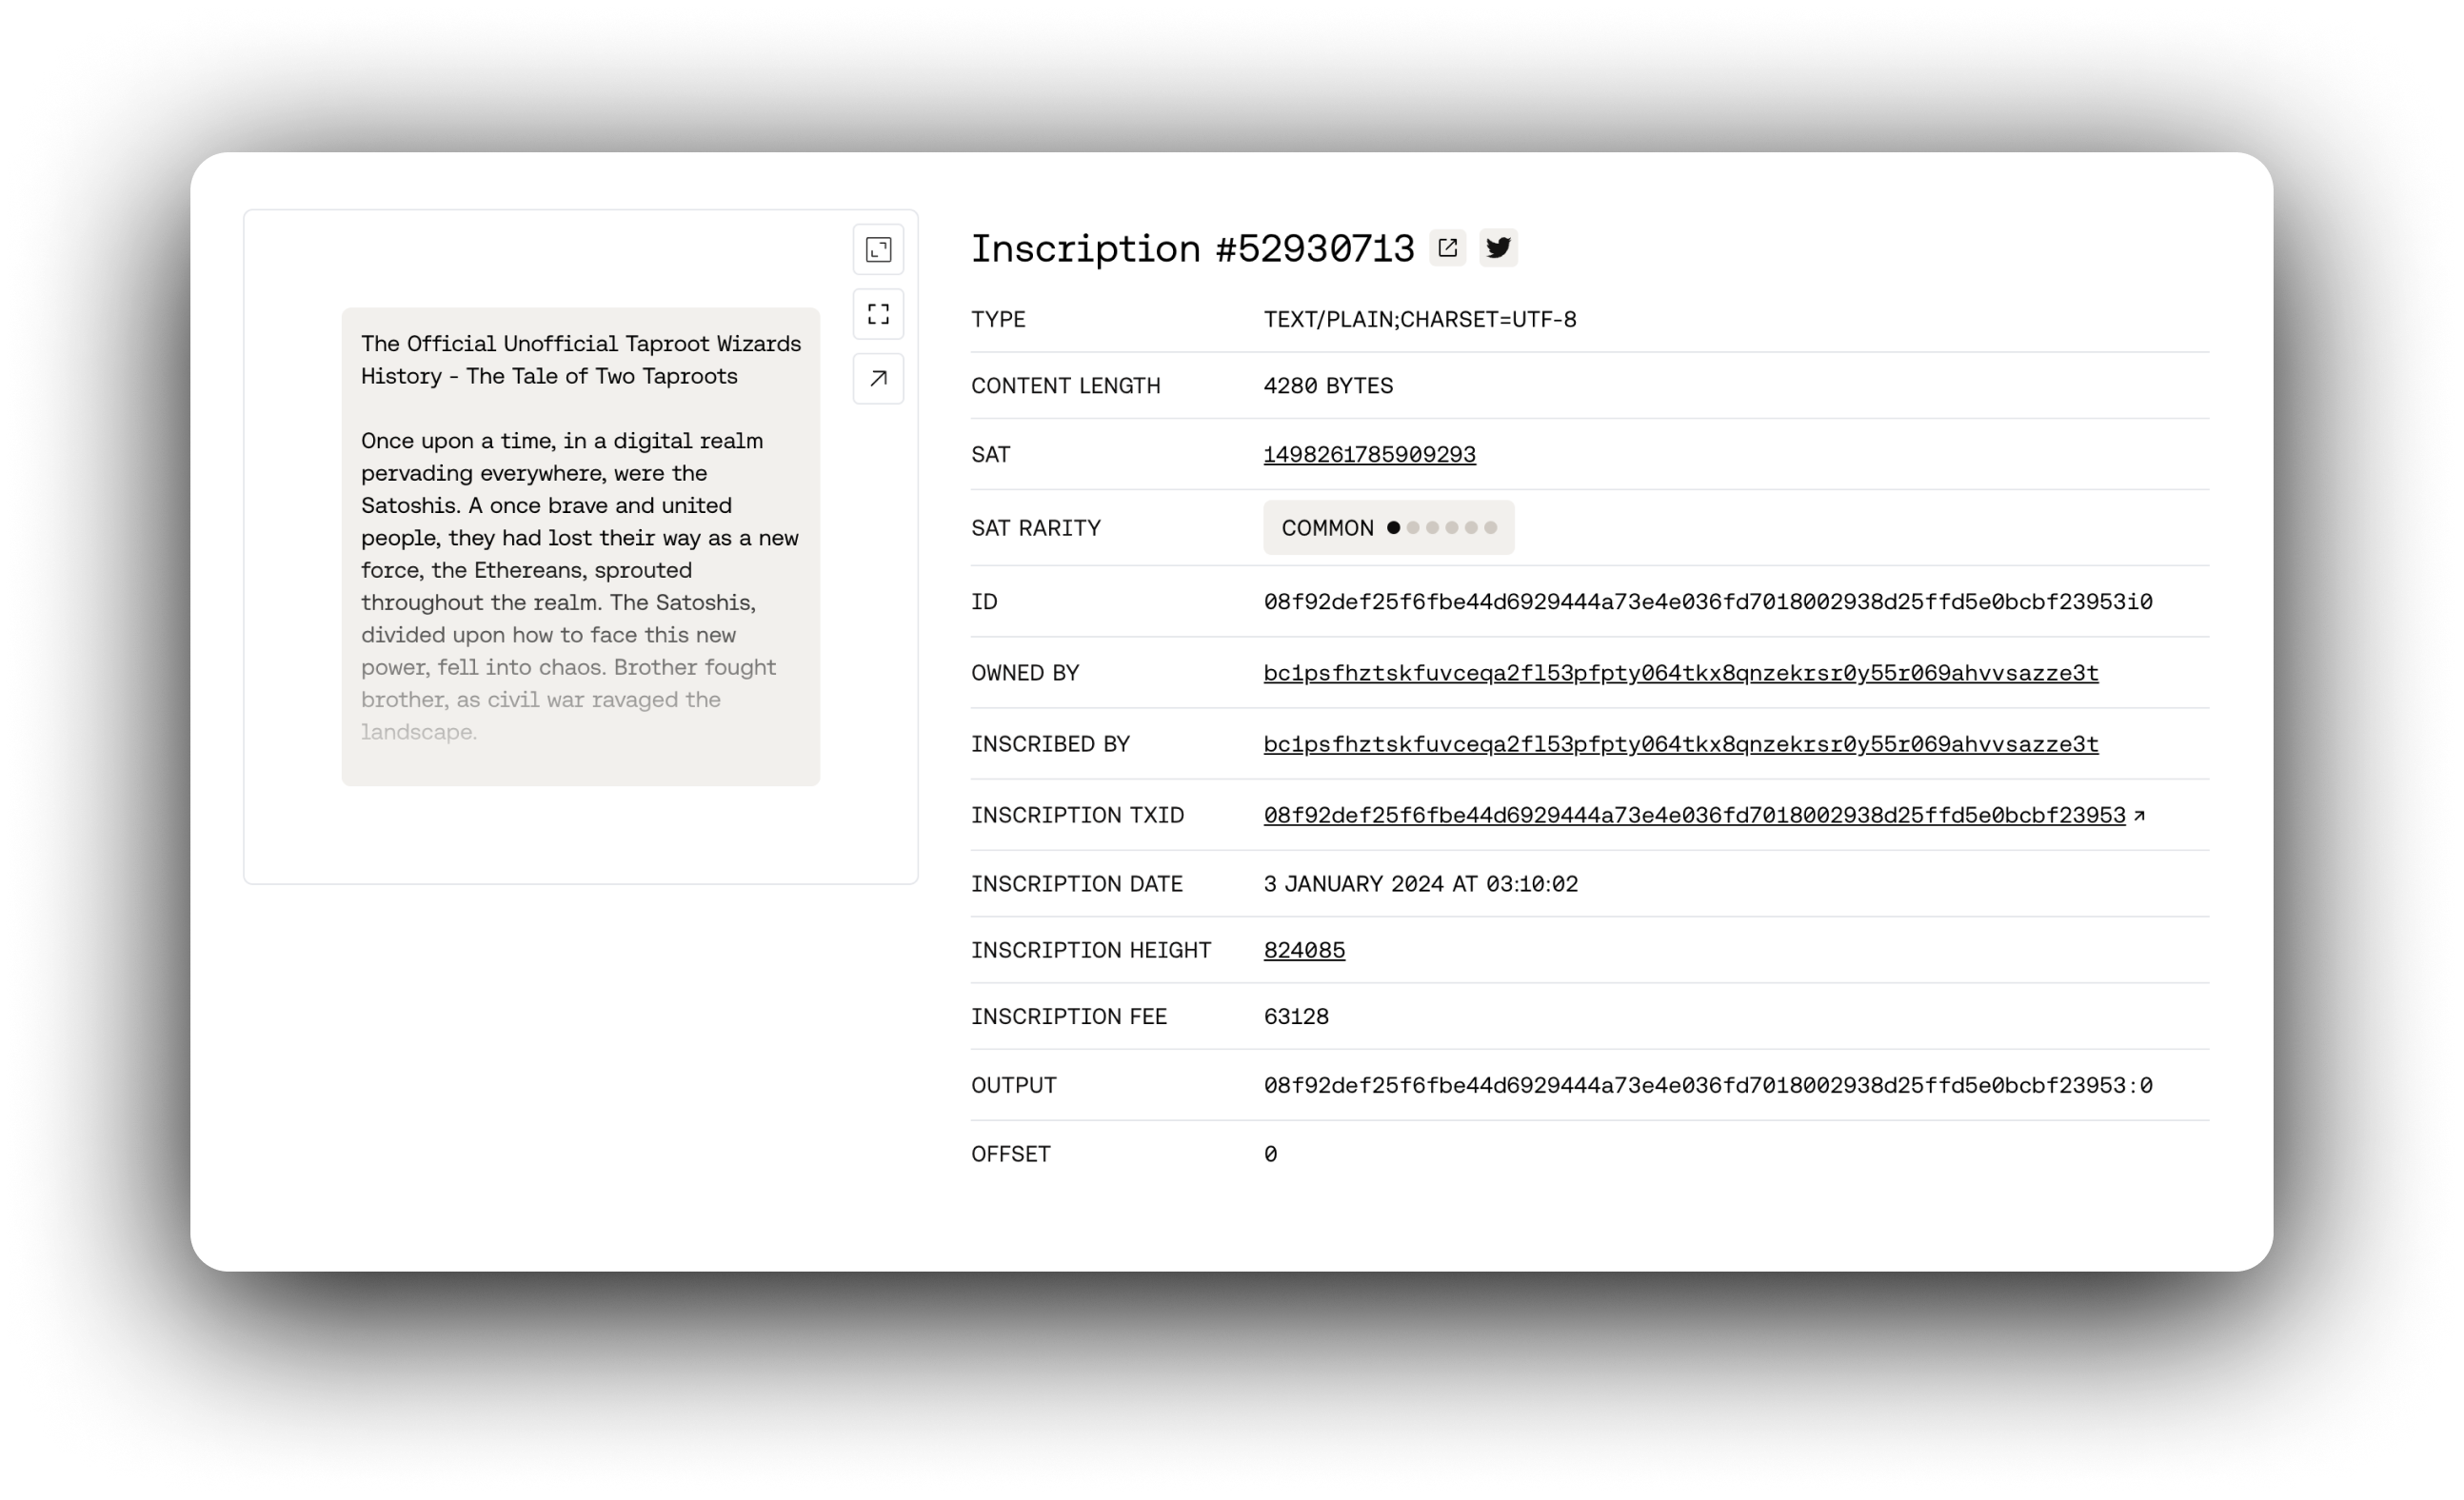 The Official Unofficial Taproot Wizards
History - The Tale of Two Taproots
Once upon a time, in a digital realm
pervading everywhere, were the
Satoshis. A once brave and united
people, they had lost their way as a new
force, the Ethereans, sprouted
throughout the realm. The Satoshis,
divided upon how to face this new
power, fell into chaos. Brother fought
brother, as civil war ravaged the
landscape.
Inscription #52930713
TYPE TEXT/PLAIN;CHARSET=UTF-8
CONTENT LENGTH 4280 BYTES
SAT 1498261785909293
SAT RARITY COMMON
ID 08f92def25f6fbe44d6929444a73e4e036fd7018002938d25ffd5e0bcbf23953i0
OWNED BY bc1psfhztskfuvceqa2fl53pfpty064tkx8qnzekrsr0y55r069ahvvsazze3t
INSCRIBED BY bc1psfhztskfuvceqa2fl53pfpty064tkx8qnzekrsr0y55r069ahvvsazze3t
INSCRIPTION TXID 08f92def25f6fbe44d6929444a73e4e036fd7018002938d25ffd5e0bcbf23953
INSCRIPTION DATE 3 JANUARY 2024 AT 03:10:02
INSCRIPTION HEIGHT 824085
INSCRIPTION FEE 63128
OUTPUT 08f92def25f6fbe44d6929444a73e4e036fd7018002938d25ffd5e0bcbf23953:0
OFFSET 0